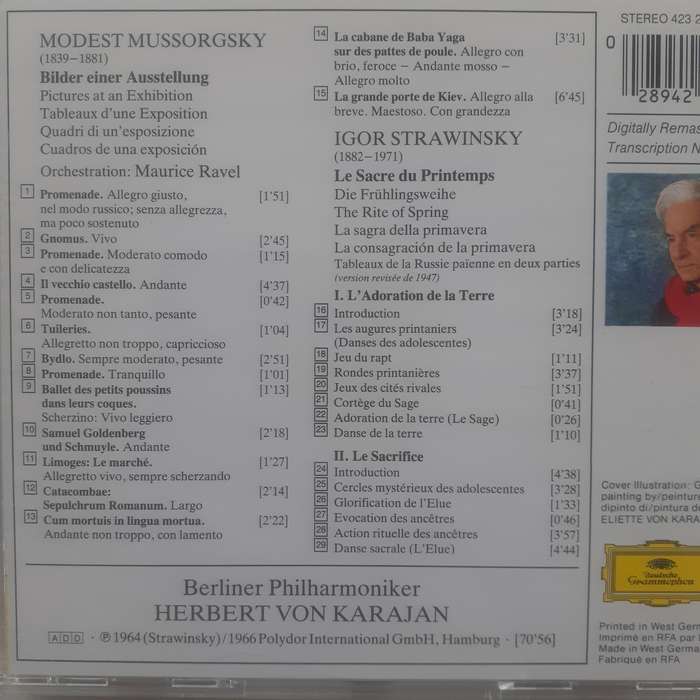 MODEST MUSSORGSKY
(1839–1881)
Bilder einer Ausstellung
Pictures at an Exhibition
Tableaux d'une Exposition
Quadri di un'esposizione
Cuadros de una exposición
Orchestration: Maurice Ravel
1 Promenade. Allegro giusto, [1'51]
nel modo russico; senza allegrezza,
ma poco sostenuto
2 Gnomus. Vivo [2'45]
3 Promenade. Moderato comodo [1'15]
e con delicatezza
4 Il vecchio castello. Andante [4'37]
5 Promenade. [0'42]
Moderato non tanto, pesante
6 Tuileries. [1'04]
Allegretto non troppo, capriccioso
7 Bydlo. Sempre moderato, pesante [2'51]
8 Promenade. Tranquillo [1'01]
9 Ballet des petits poussins [1'13]
dans leurs coques.
Scherzino: Vivo leggiero
10 Samuel Goldenberg [2'18]
und Schmuyle. Andante
11 Limoges: Le marché. [1'27]
Allegretto vivo, sempre scherzando
12 Catacombae: [2'14]
Sepulchrum Romanum. Largo
13 Cum mortuis in lingua mortua. [2'22]
Andante non troppo, con lamento
14 La cabane de Baba Yaga [3'31]
sur des pattes de poule. Allegro con
brio, feroce – Andante mosso –
Allegro molto
15 La grande porte de Kiev. Allegro alla [6'45]
breve. Maestoso. Con grandezza
IGOR STRAWINSKY
(1882–1971)
Le Sacre du Printemps
Die Frühlingsweihe
The Rite of Spring
La sagra della primavera
La consagración de la primavera
Tableaux de la Russie païenne en deux parties
(version revisée de 1947)
I. L'Adoration de la Terre
16 Introduction [3'18]
17 Les augures printaniers [3'24]
(Danses des adolescentes)
18 Jeu du rapt [1'11]
19 Rondes printanières [3'37]
20 Jeux des cités rivales [1'51]
21 Cortège du Sage [0'41]
22 Adoration de la terre (Le Sage) [0'26]
23 Danse de la terre [1'10]
II. Le Sacrifice
24 Introduction [4'38]
25 Cercles mystérieux des adolescentes [3'28]
26 Glorification de l'Elue [1'33]
27 Evocation des ancêtres [0'46]
28 Action rituelle des ancêtres [3'57]
29 Danse sacrale (L'Elue) [4'44]
Berliner Philharmoniker
HERBERT VON KARAJAN
ADD · ℗ 1964 (Strawinsky) / 1966 Polydor International GmbH, Hamburg · [70'56]
STEREO 423 2
0 28942
Digitally Remas
Transcription N
Cover Illustration: G
painting by/peinture
dipinto di/pintura de
ELIETTE VON KARA
Deutsche
Grammophon
Printed in West Germ
Imprimé en RFA par
Made in West Germa
Fabriqué en RFA